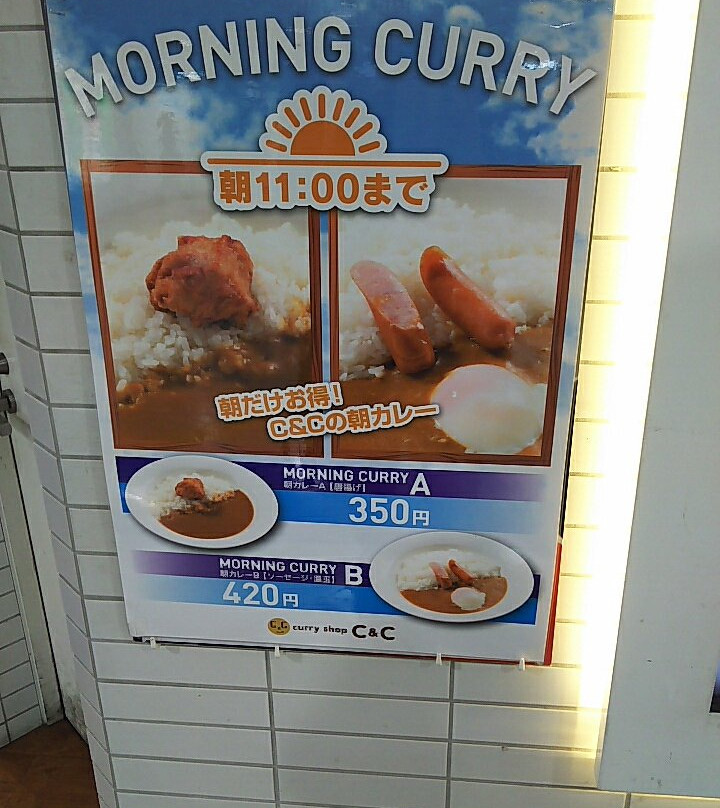 MORNING CURRY
朝11:00まで
朝だけお得!
C&Cの朝カレー
MORNING CURRY A
朝カレーA【唐揚げ】
350円
MORNING CURRY B
朝カレーB【ソーセージ・温玉】
420円
C&C curry shop C&C